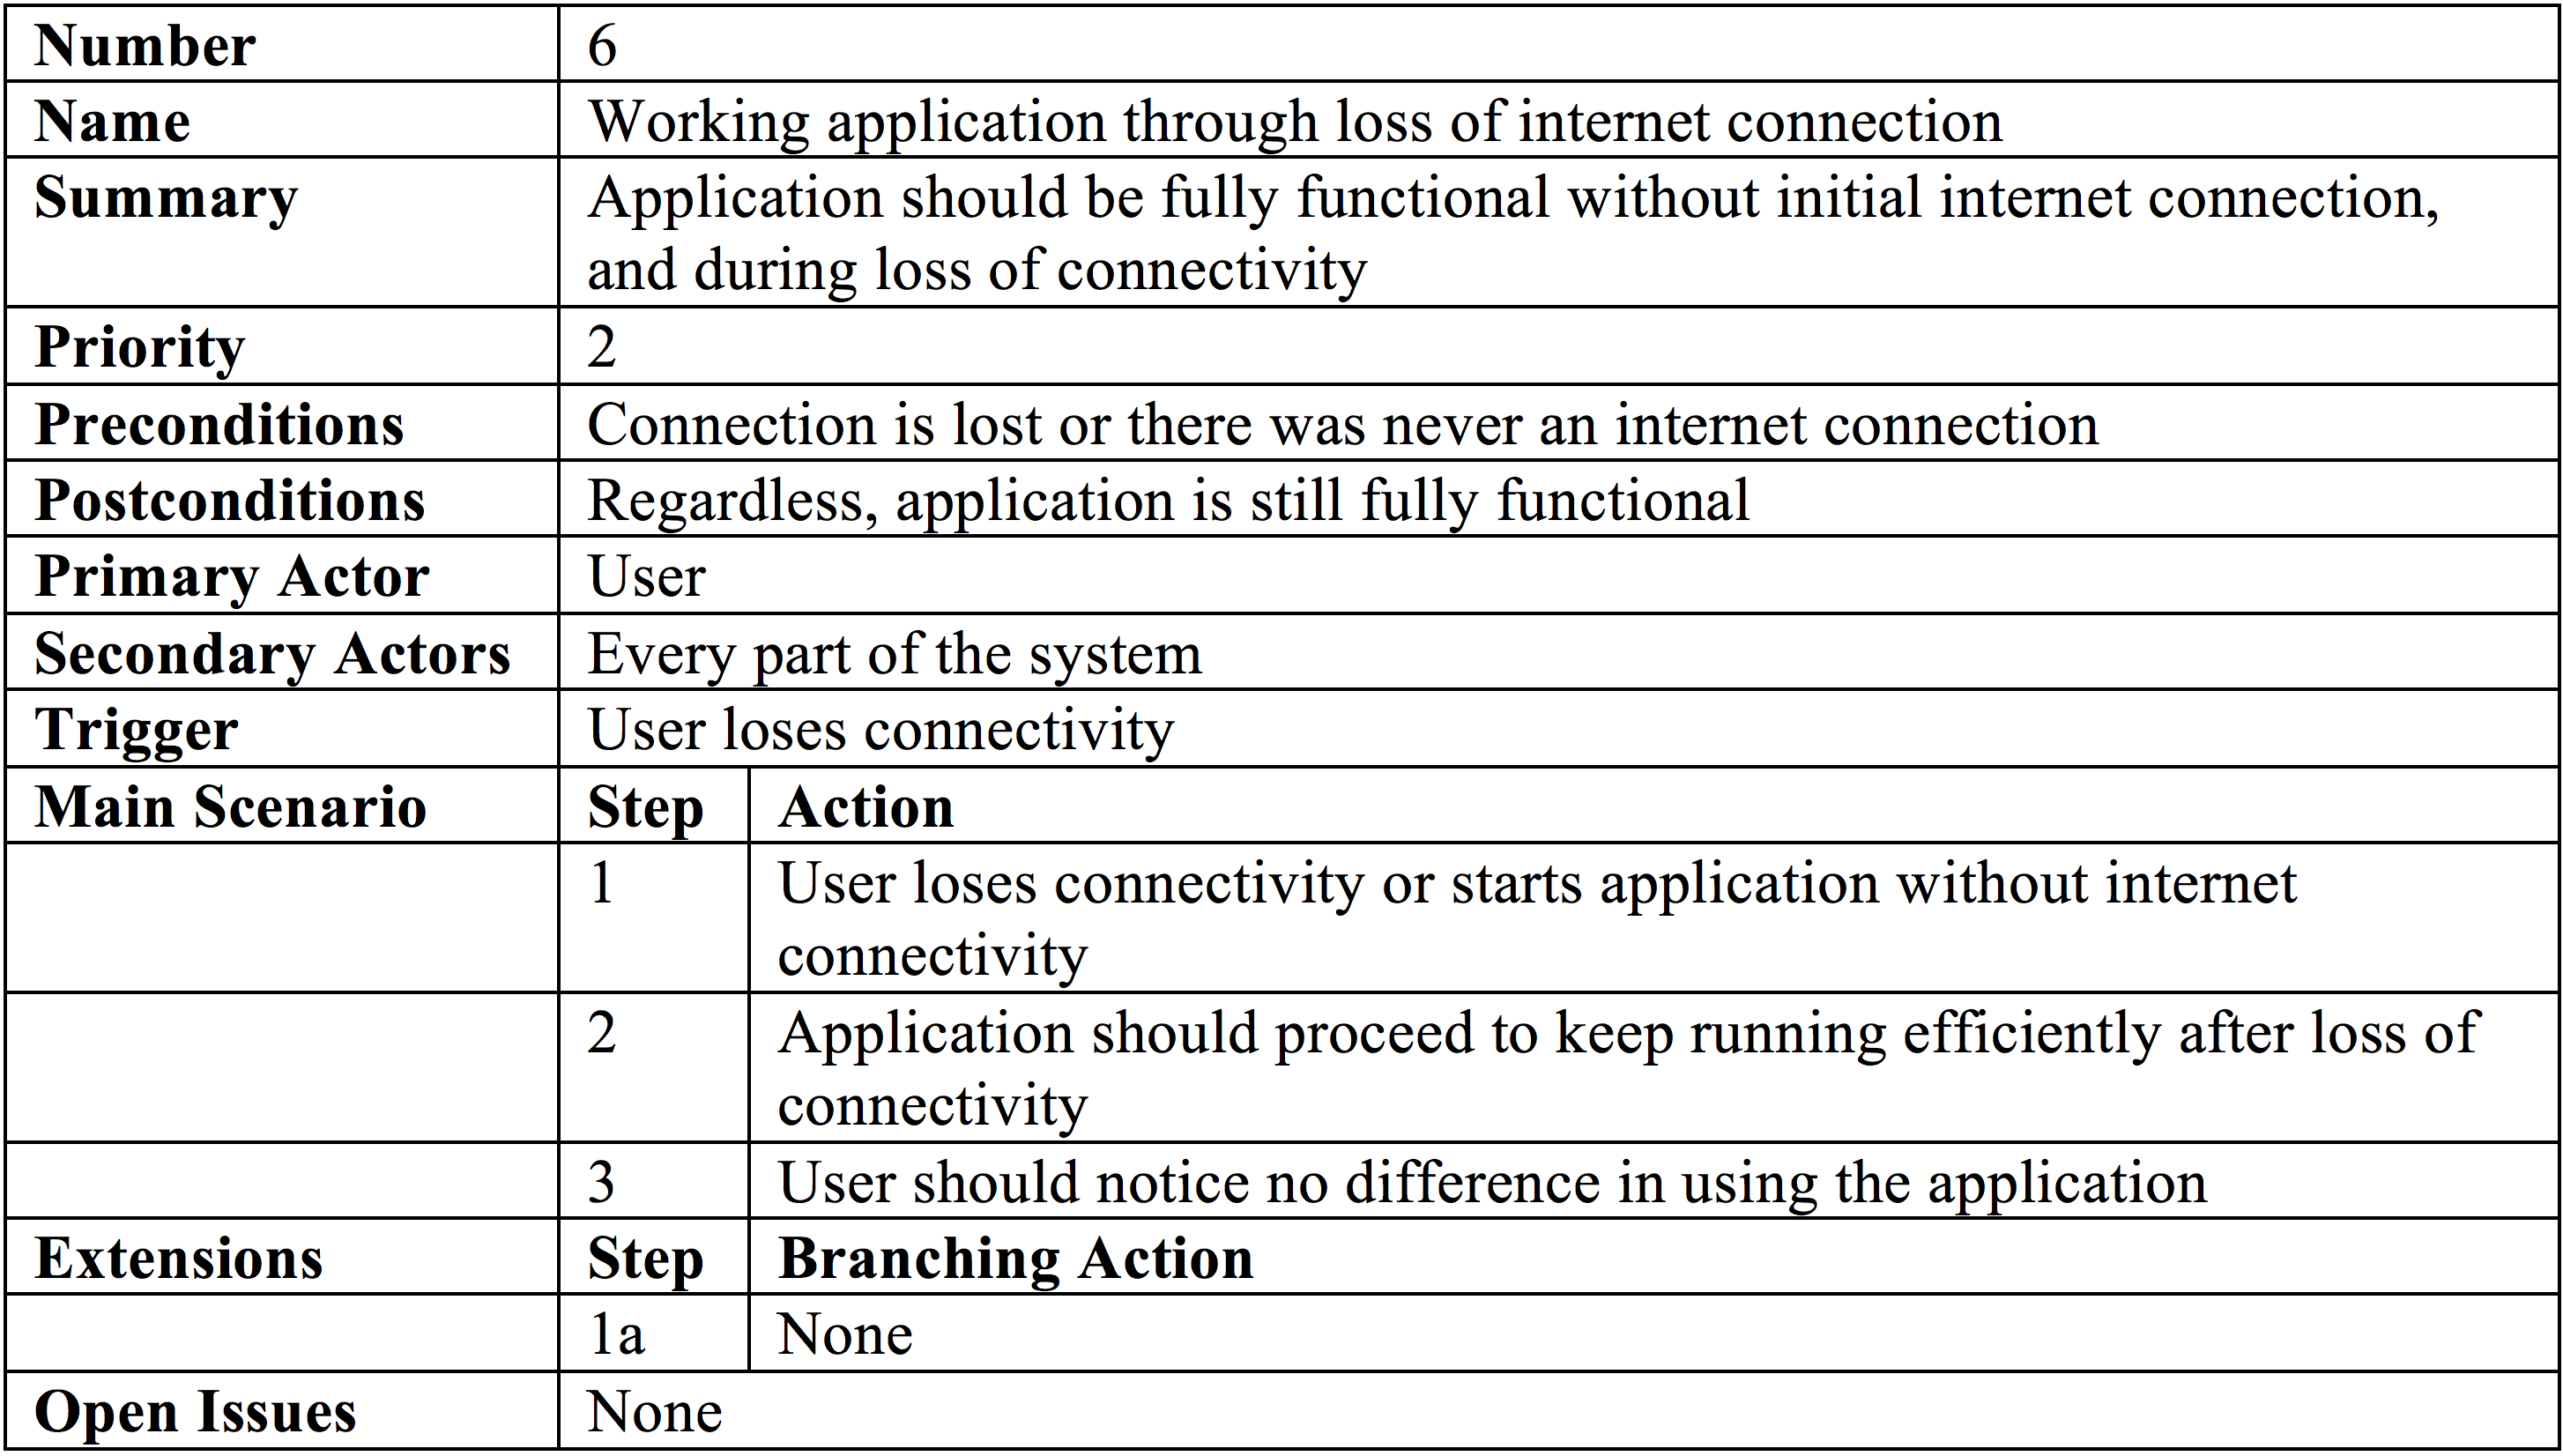 Number 6
Name Working application through loss of internet connection
Summary Application should be fully functional without initial internet connection,
and during loss of connectivity
Priority 2
Preconditions Connection is lost or there was never an internet connection
Postconditions Regardless, application is still fully functional
Primary Actor User
Secondary Actors Every part of the system
Trigger User loses connectivity
Main Scenario Step Action
1 User loses connectivity or starts application without internet
connectivity
2 Application should proceed to keep running efficiently after loss of
connectivity
3 User should notice no difference in using the application
Extensions Step Branching Action
1a None
Open Issues None